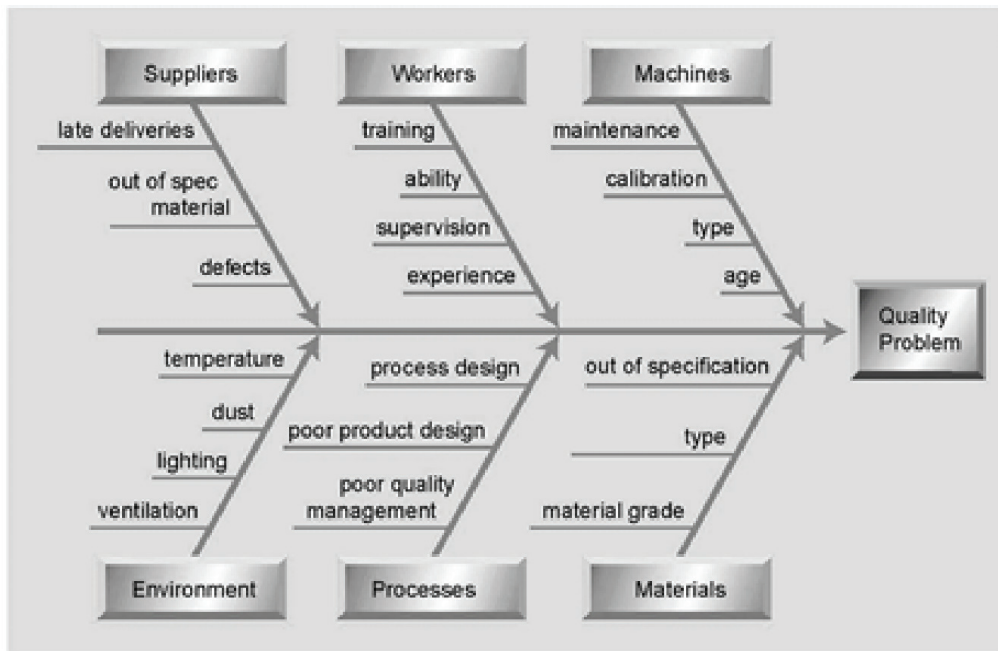 Suppliers
Workers
Machines
late deliveries
out of spec
material
defects
training
ability
supervision
experience
maintenance
calibration
type
age
Quality
Problem
temperature
dust
lighting
ventilation
process design
poor product design
poor quality
management
out of specification
type
material grade
Environment
Processes
Materials